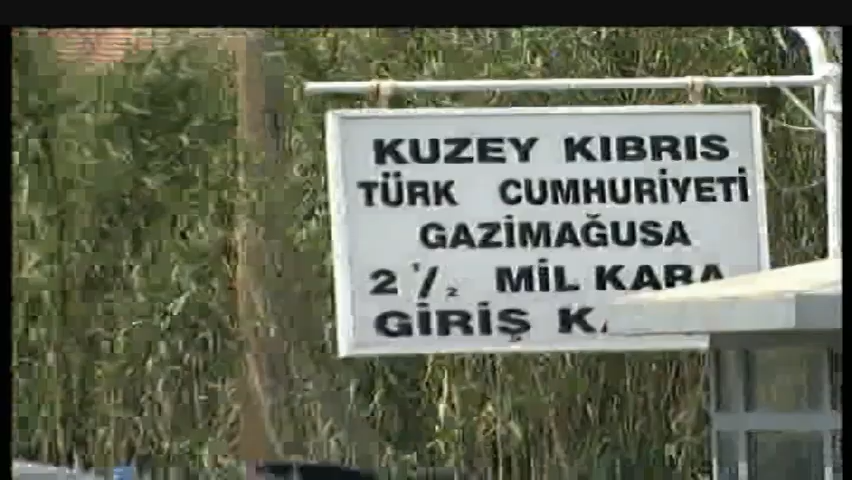 KUZEY KIBRIS
TÜRK CUMHURİYETİ
GAZİMAĞUSA
2 1/2 MİL KARA
GİRİŞ